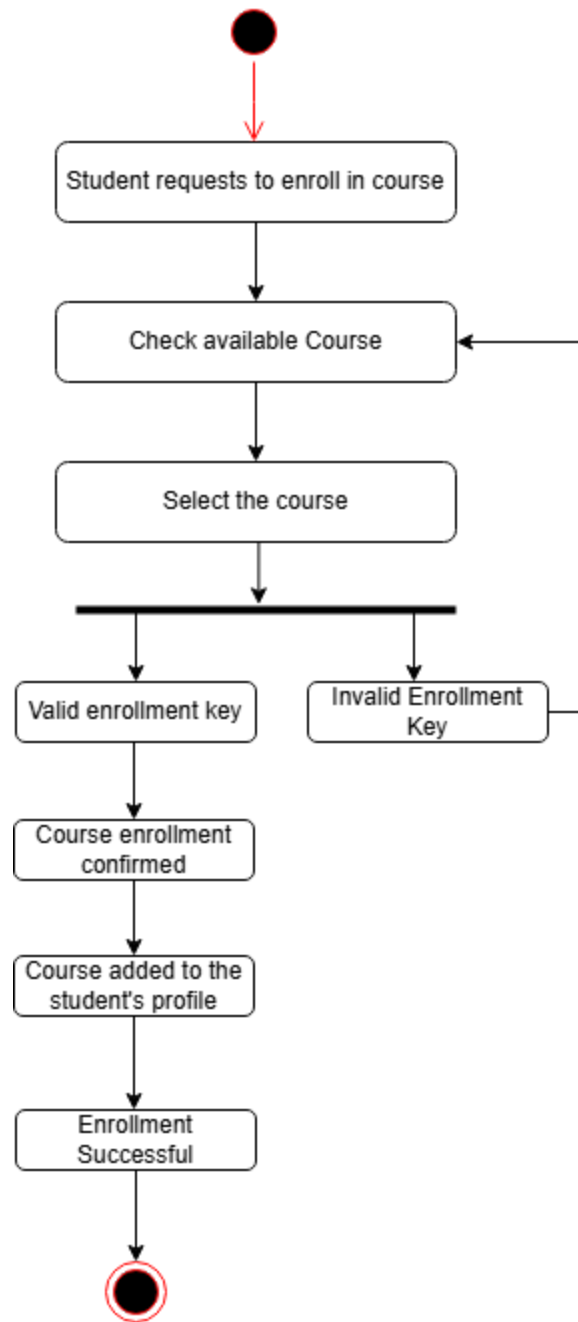 Student requests to enroll in course
Check available Course
Select the course
Valid enrollment key
Invalid Enrollment
Key
Course enrollment
confirmed
Course added to the
student's profile
Enrollment
Successful